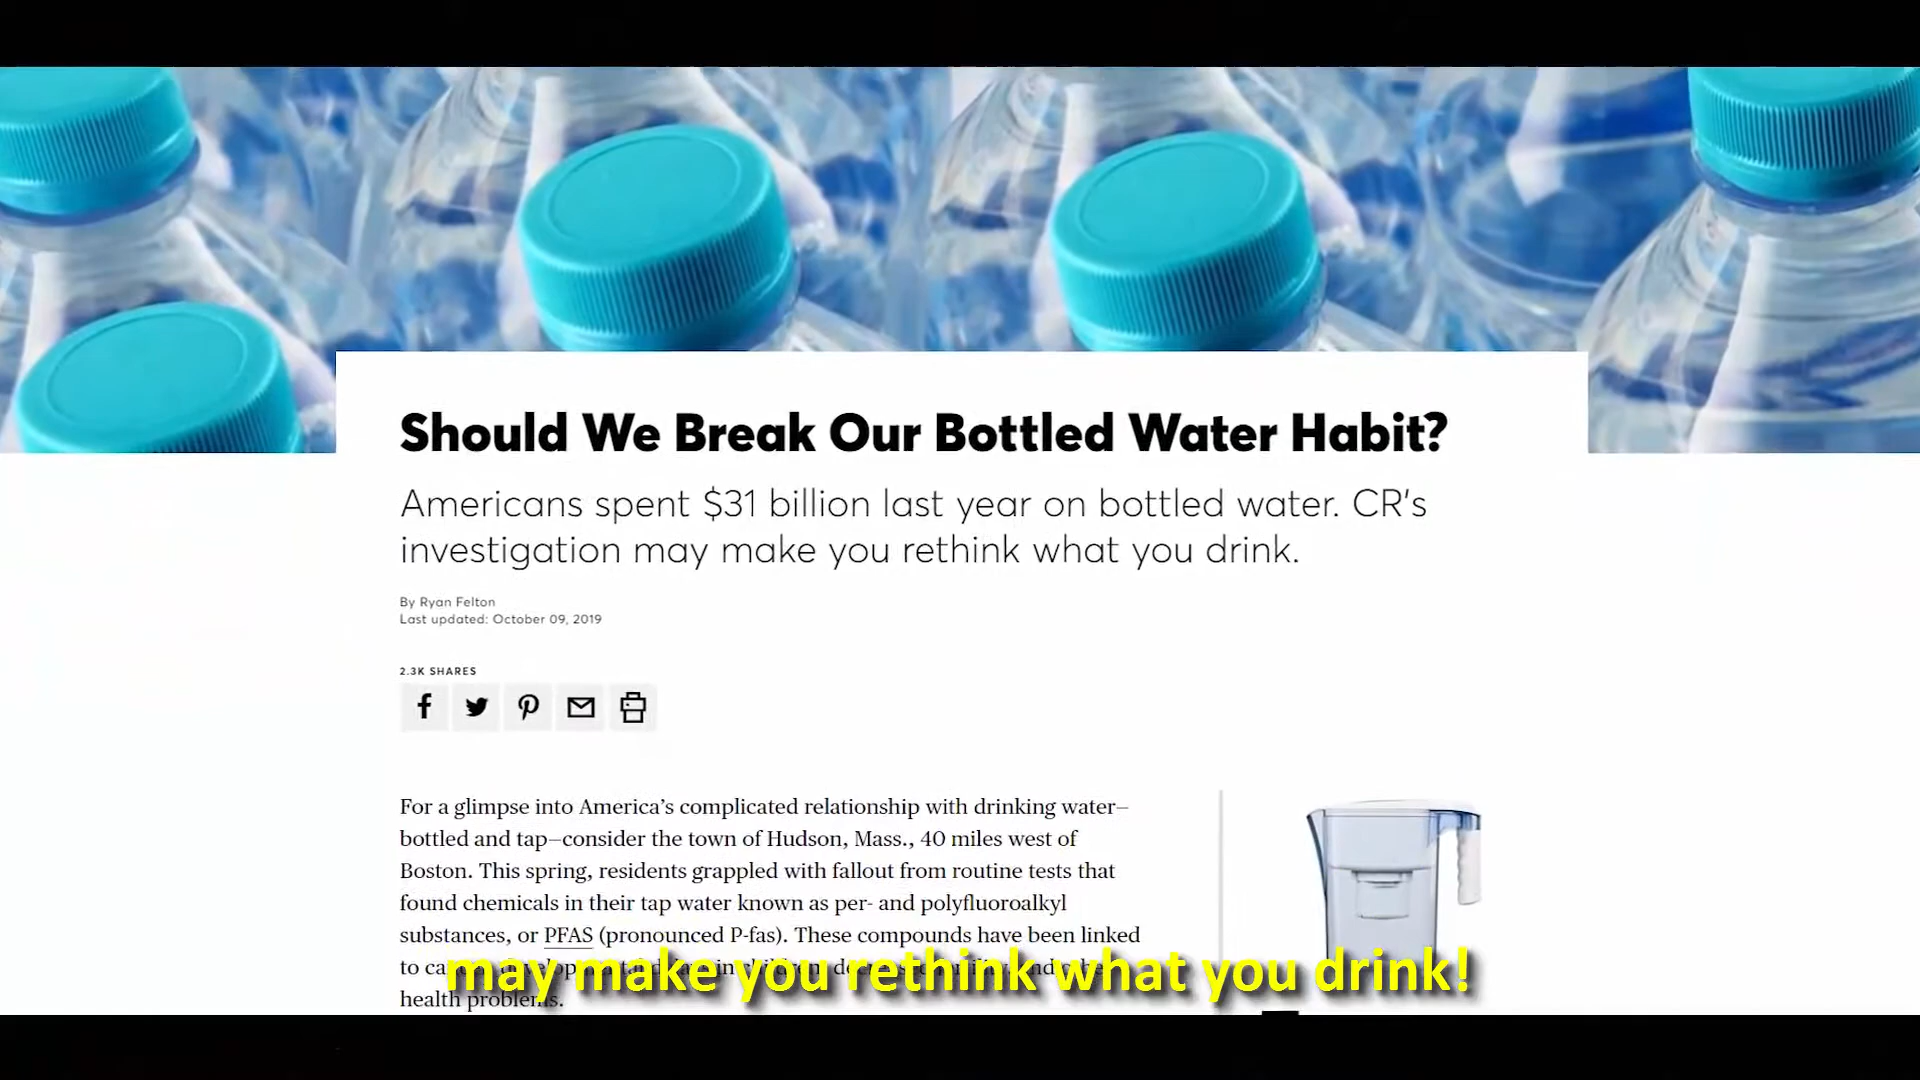 Should We Break Our Bottled Water Habit?
Americans spent $31 billion last year on bottled water. CR's
investigation may make you rethink what you drink.
By Ryan Felton
Last updated: October 09, 2019
2.3K SHARES
For a glimpse into America's complicated relationship with drinking water—
bottled and tap—consider the town of Hudson, Mass., 40 miles west of
Boston. This spring, residents grappled with fallout from routine tests that
found chemicals in their tap water known as per- and polyfluoroalkyl
substances, or PFAS (pronounced P-fas). These compounds have been linked
to in
health problems.
may make you rethink what you drink!